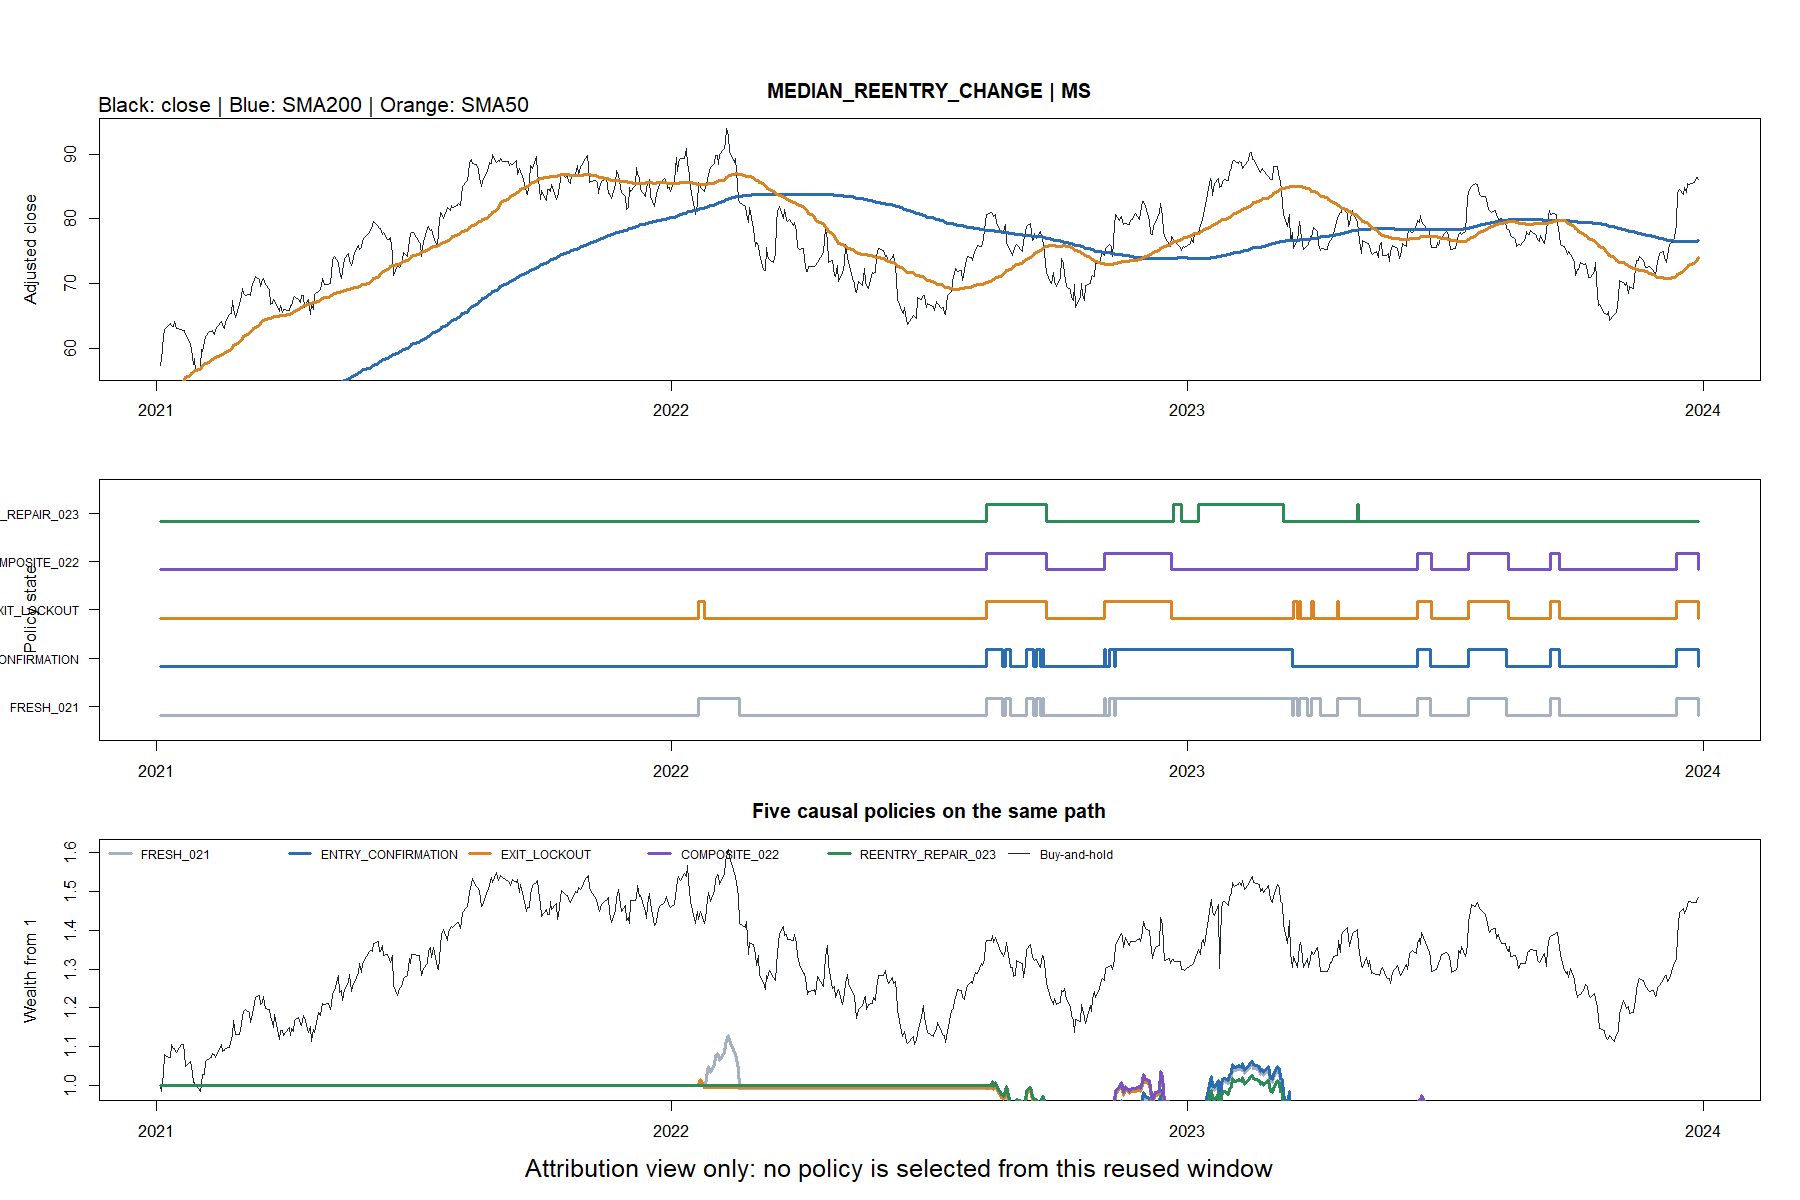 MEDIAN_REENTRY_CHANGE | MS
Black: close | Blue: SMA200 | Orange: SMA50
Adjusted close
90
80
70
60
2021
2022
2023
2024
Policy state
_REPAIR_023
MPOSITE_022
XIT_LOCKOUT
ONFIRMATION
FRESH_021
2021
2022
2023
2024
Five causal policies on the same path
Wealth from 1
1.6
1.5
1.4
1.3
1.2
1.1
1.0
FRESH_021
ENTRY_CONFIRMATION
EXIT_LOCKOUT
COMPOSITE_022
REENTRY_REPAIR_023
Buy-and-hold
2021
2022
2023
2024
Attribution view only: no policy is selected from this reused window